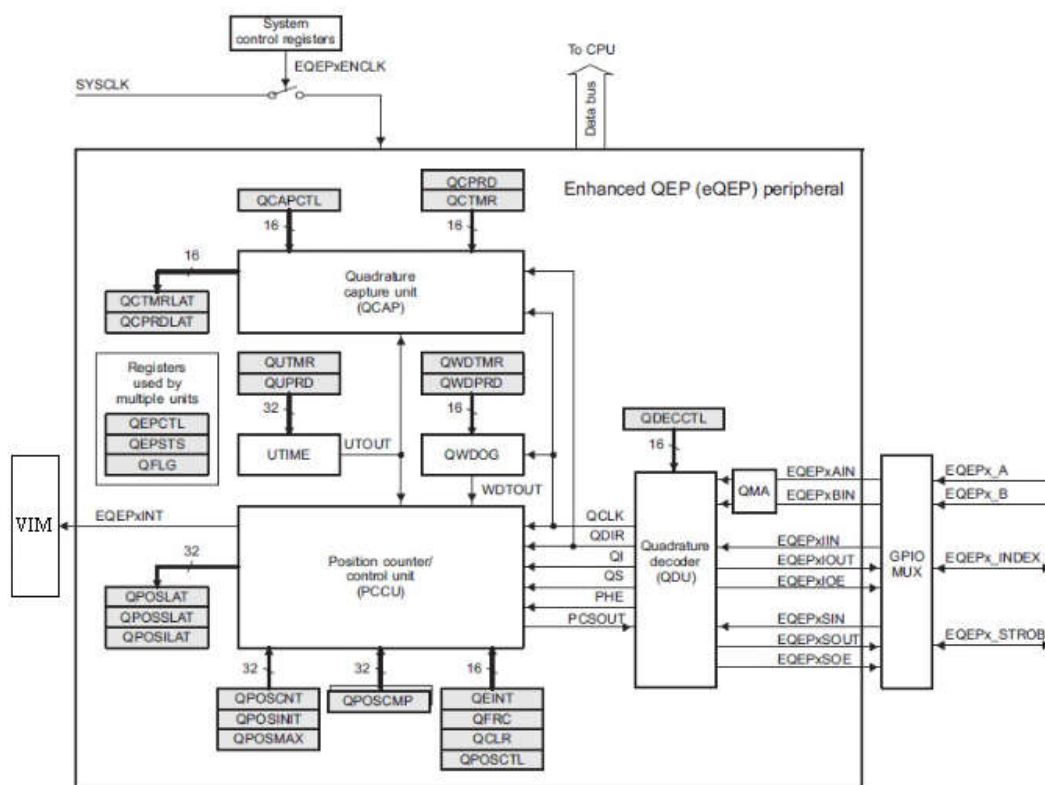 System
control registers
To CPU
EQEPxENCLK
SYSCLK
Data bus
Enhanced QEP (eQEP) peripheral
QCPRD
QCAPCTL
QCTMR
16
16
16
Quadrature
capture unit
(QCAP)
QCTMRLAT
QCPRDLAT
Registers
used by
multiple units
QEPCTL
QEPSTS
QFLG
QUTMR
QUPRD
32
UTIME
UTOUT
QWDTMR
QWDPRD
16
QWDOG
WDTOUT
QDECCTL
16
VIM
EQEPxINT
32
QPOSLAT
QPOSSLAT
QPOSILAT
Position counter/
control unit
(PCCU)
QCLK
QDIR
QI
QS
PHE
PCSOUT
Quadrature
decoder
(QDU)
EQEPxAIN
EQEPxBIN
QMA
EQEPxIIN
EQEPxIOUT
EQEPxIOE
EQEPxSIN
EQEPxSOUT
EQEPxSOE
GPIO
MUX
EQEPx_A
EQEPx_B
EQEPx_INDEX
EQEPx_STROB
32
32
16
QPOSCNT
QPOSINIT
QPOSMAX
QPOSCMP
QEINT
QFRC
QCLR
QPOSCTL